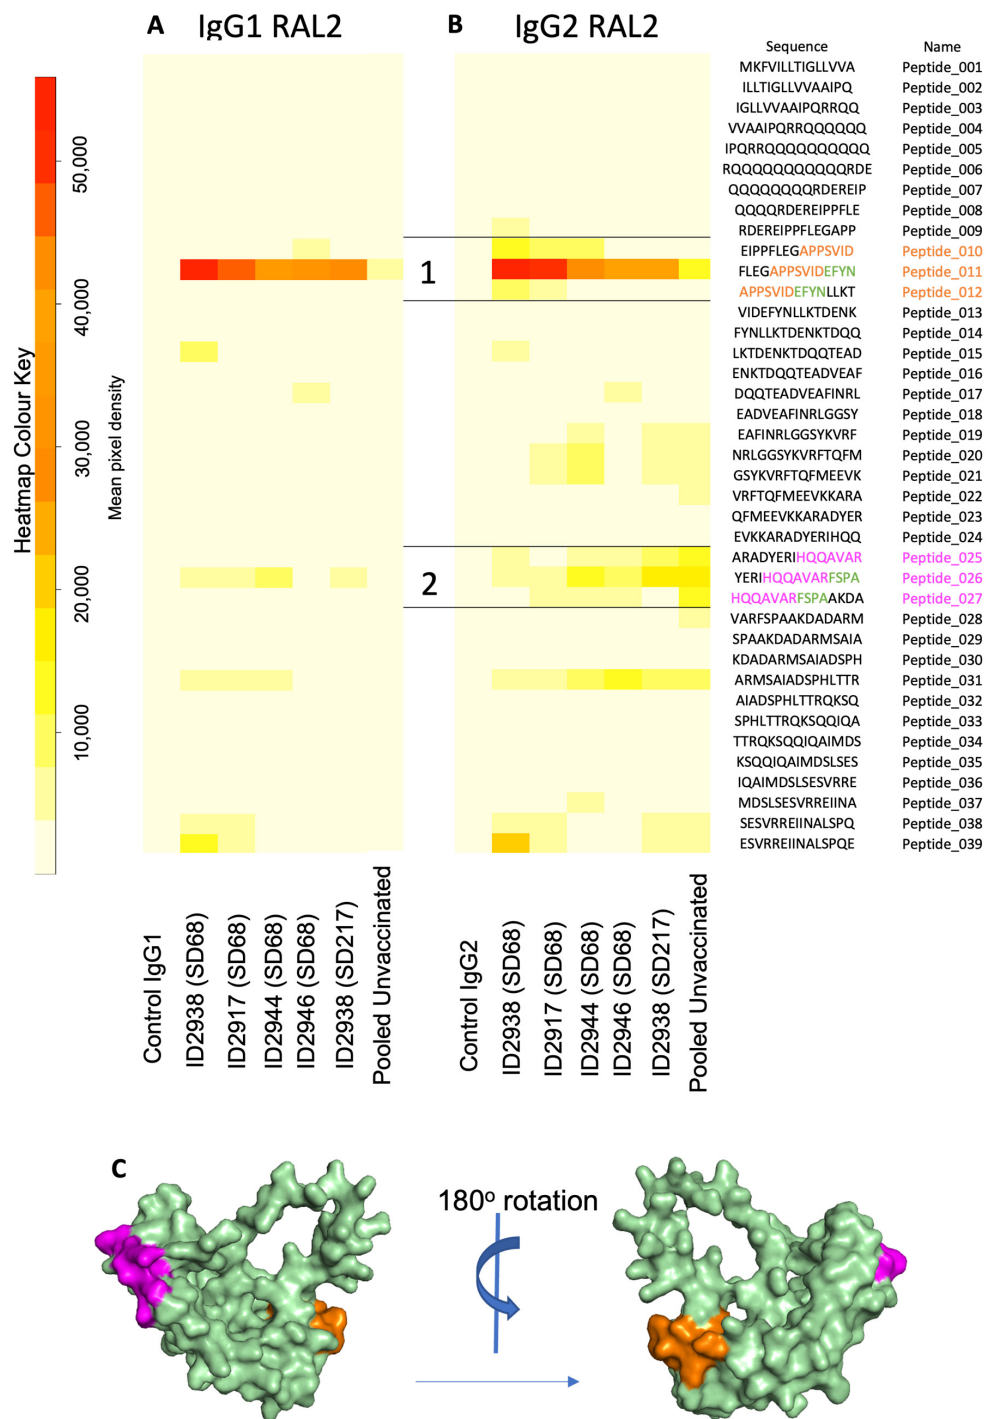 A IgG1 RAL2
B IgG2 RAL2
Sequence Name
MKFVILLTIGLLVVA Peptide_001
ILLTIGLLVVAAIPQ Peptide_002
IGLLVVAAIPQRRQQ Peptide_003
VVAAIPQRRQQQQQQ Peptide_004
IPQRRQQQQQQQQQQ Peptide_005
RQQQQQQQQQQQRDE Peptide_006
QQQQQQQQRDEREIP Peptide_007
QQQQRDEREIPPFLE Peptide_008
RDEREIPPFLEGAPP Peptide_009
EIPPFLEGAPPSVID Peptide_010
FLEGAPPSVIDEFYN Peptide_011
APPSVIDEFYNLLKT Peptide_012
VIDEFYNLLKTDENK Peptide_013
FYNLLKTDENKTDQQ Peptide_014
LKTDENKTDQQTEAD Peptide_015
ENKTDQQTEADVEAF Peptide_016
DQQTEADVEAFINRL Peptide_017
EADVEAFINRLGGSY Peptide_018
EAFINRLGGSYKVRF Peptide_019
NRLGGSYKVRFTQFM Peptide_020
GSYKVRFTQFMEEVK Peptide_021
VRFTQFMEEVKKARA Peptide_022
QFMEEVKKARADYER Peptide_023
EVKKARADYERIHQQ Peptide_024
ARADYERIHQQAVAR Peptide_025
YERIHQQAVARFSPA Peptide_026
HQQAVARFSPAAKDA Peptide_027
VARFSPAAKDADARM Peptide_028
SPAAKDADARMSAIA Peptide_029
KDADARMSAIADSPH Peptide_030
ARMSAIADSPHLTTR Peptide_031
AIADSPHLTTRQKSQ Peptide_032
SPHLTTRQKSQQIQA Peptide_033
TTRQKSQQIQAIMDS Peptide_034
KSQQIQAIMDSLSES Peptide_035
IQAIMDSLSESVRRE Peptide_036
MDSLSESVRREIINA Peptide_037
SESVRREIINALSPQ Peptide_038
ESVRREIINALSPQE Peptide_039
1
2
Heatmap Colour Key
Mean pixel density
50,000
40,000
30,000
20,000
10,000
Control IgG1
ID2938 (SD68)
ID2917 (SD68)
ID2944 (SD68)
ID2946 (SD68)
ID2938 (SD217)
Pooled Unvaccinated
Control IgG2
ID2938 (SD68)
ID2917 (SD68)
ID2944 (SD68)
ID2946 (SD68)
ID2938 (SD217)
Pooled Unvaccinated
C
180º rotation